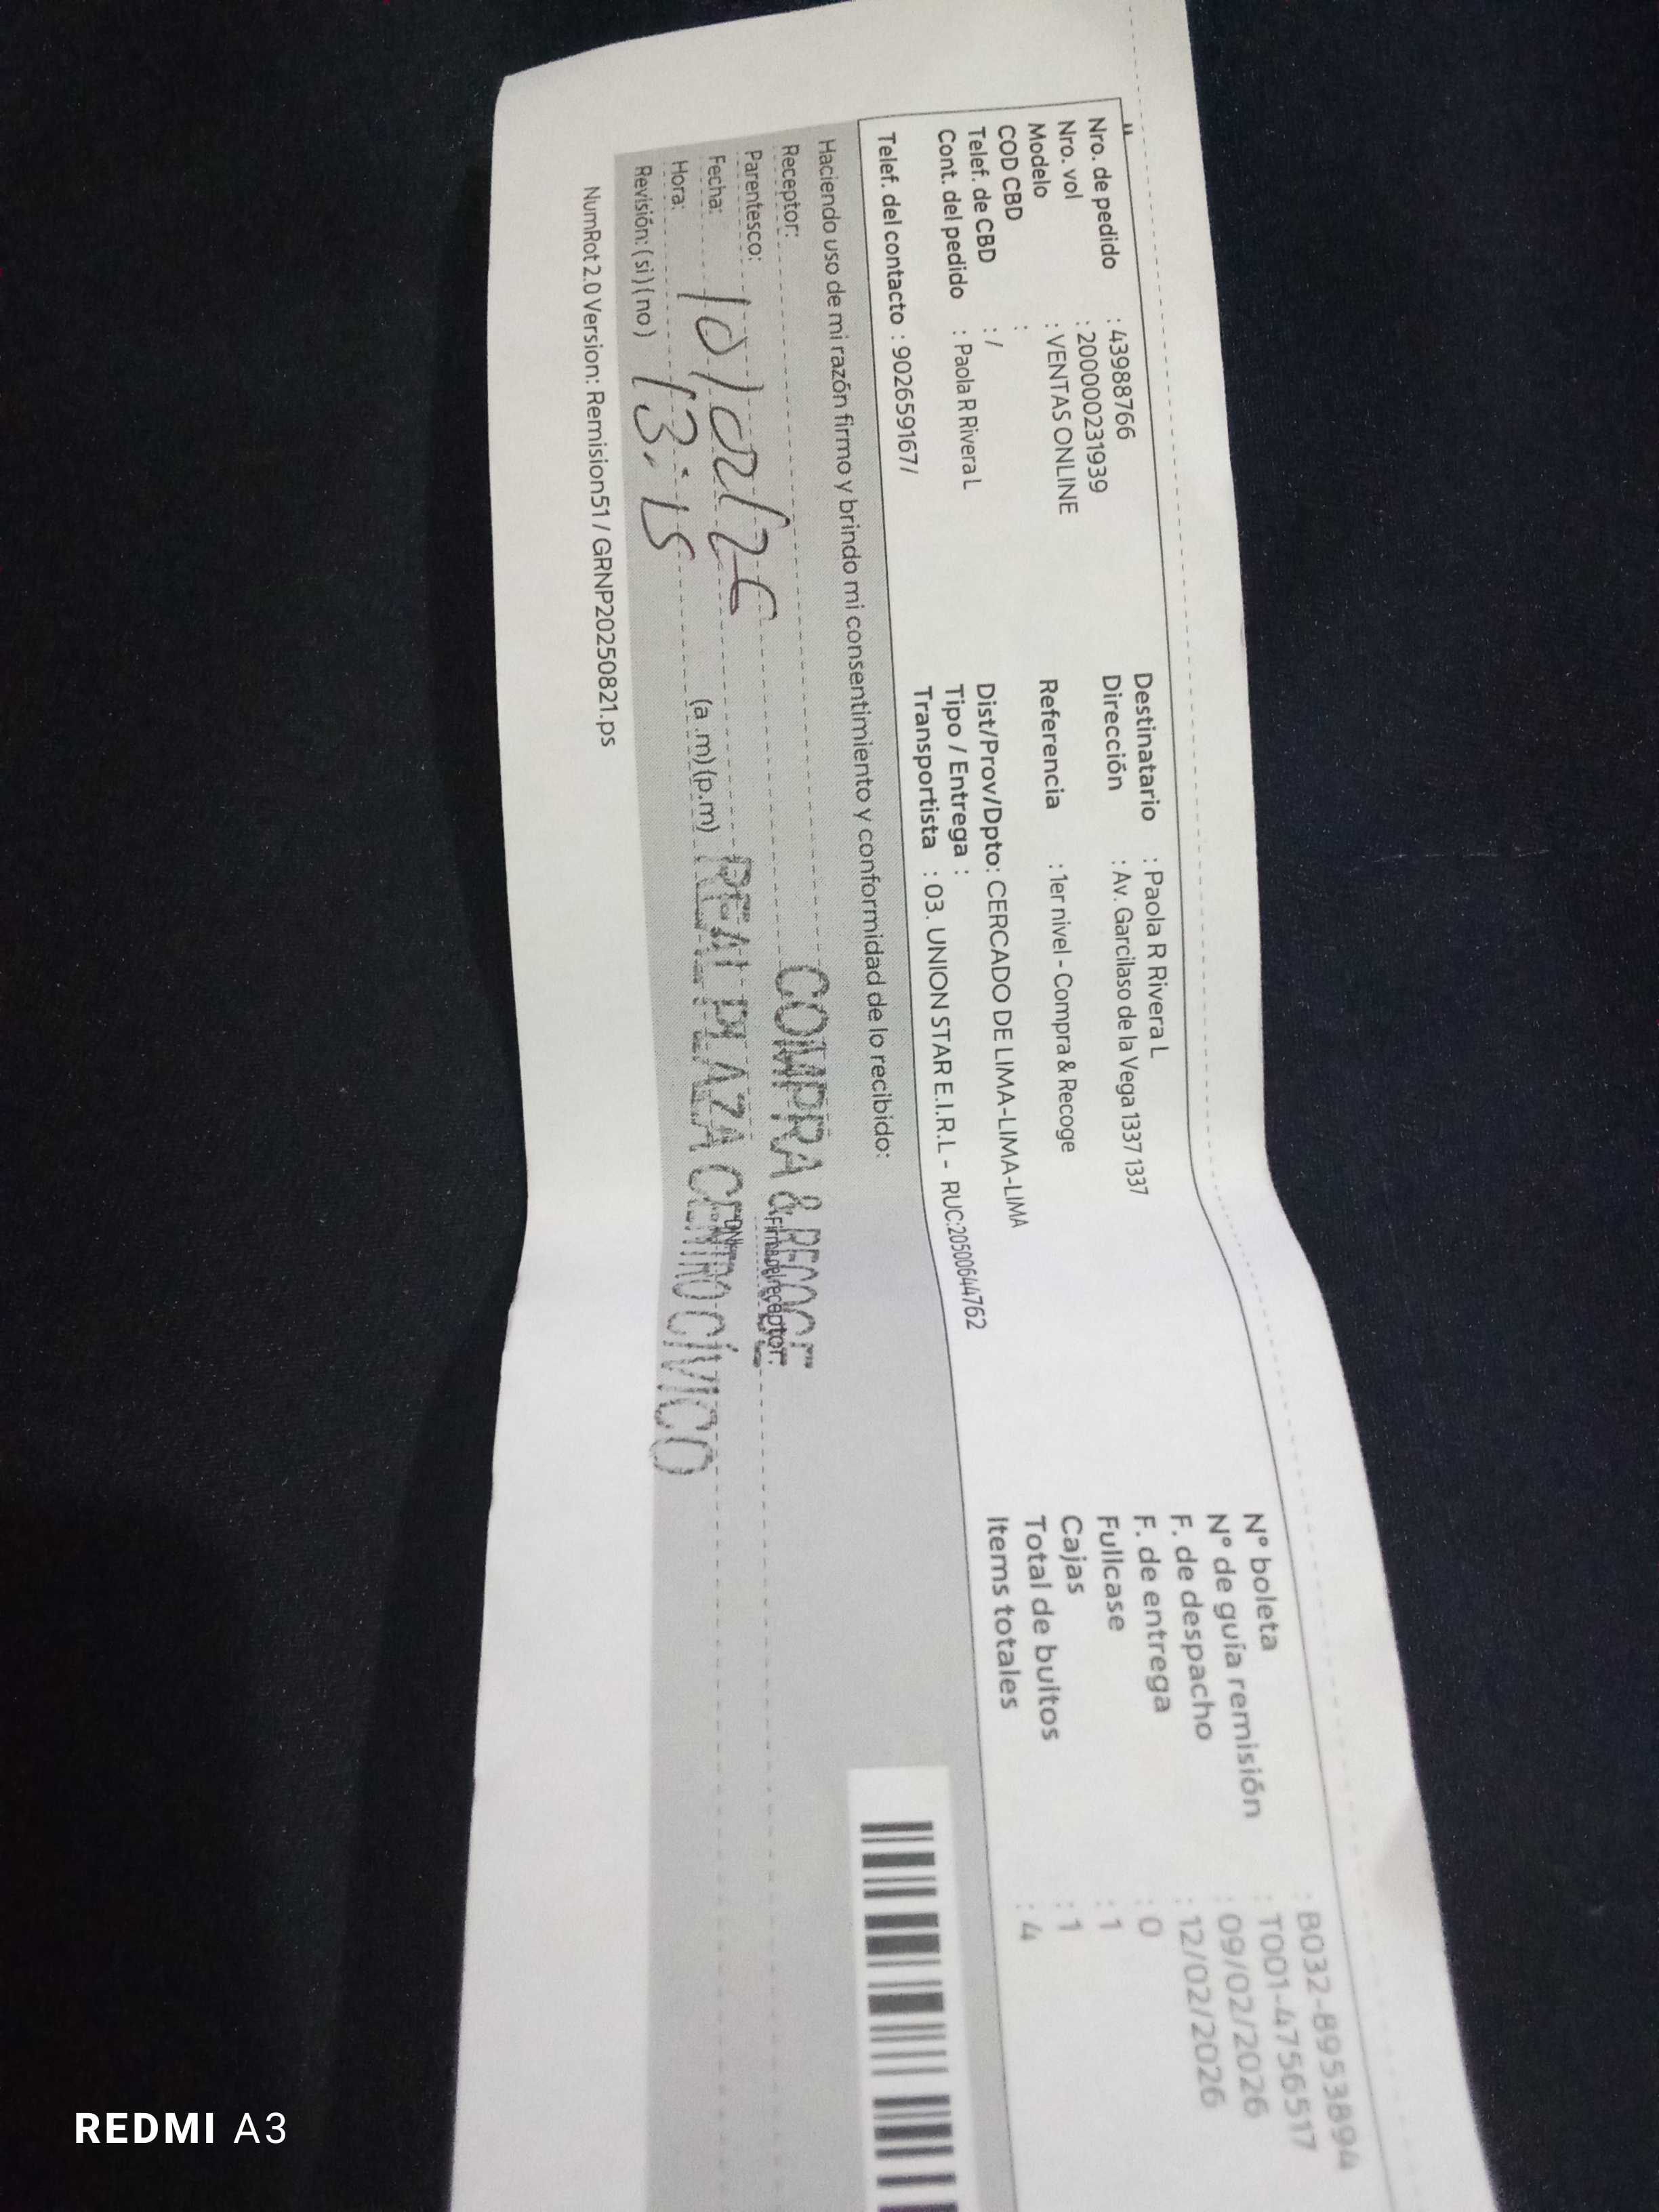 Nro. de pedido : 43988766
Nro. vol : 200000231939
Modelo : VENTAS ONLINE
COD CBD :
Telef. de CBD : /
Cont. del pedido : Paola R Rivera L
Telef. del contacto : 902659167/
Destinatario : Paola R Rivera L
Dirección : Av. Garcilaso de la Vega 1337 1337
Referencia : 1er nivel - Compra & Recoge
Dist/Prov/Dpto: CERCADO DE LIMA-LIMA-LIMA
Tipo / Entrega :
Transportista : 03. UNION STAR E.I.R.L - RUC:20500644762
N° boleta : B032-89538894
N° de guía remisión : T001-47556517
F. de despacho : 09/02/2026
F. de entrega : 12/02/2026
Fullcase : 0
Cajas : 1
Total de bultos : 1
Items totales : 4
Haciendo uso de mi razón firmo y brindo mi consentimiento y conformidad de lo recibido:
Receptor:
Parentesco:
Fecha: 10/02/26
Hora: 13:15 (a .m) (p.m)
Revisión: ( si ) ( no )
Firma del receptor:
DNI:
COMPRA & RECOGE
REAL PLAZA CENTRO CÍVICO
NumRot 2.0 Version: Remision51 / GRNP20250821.ps
REDMI A3